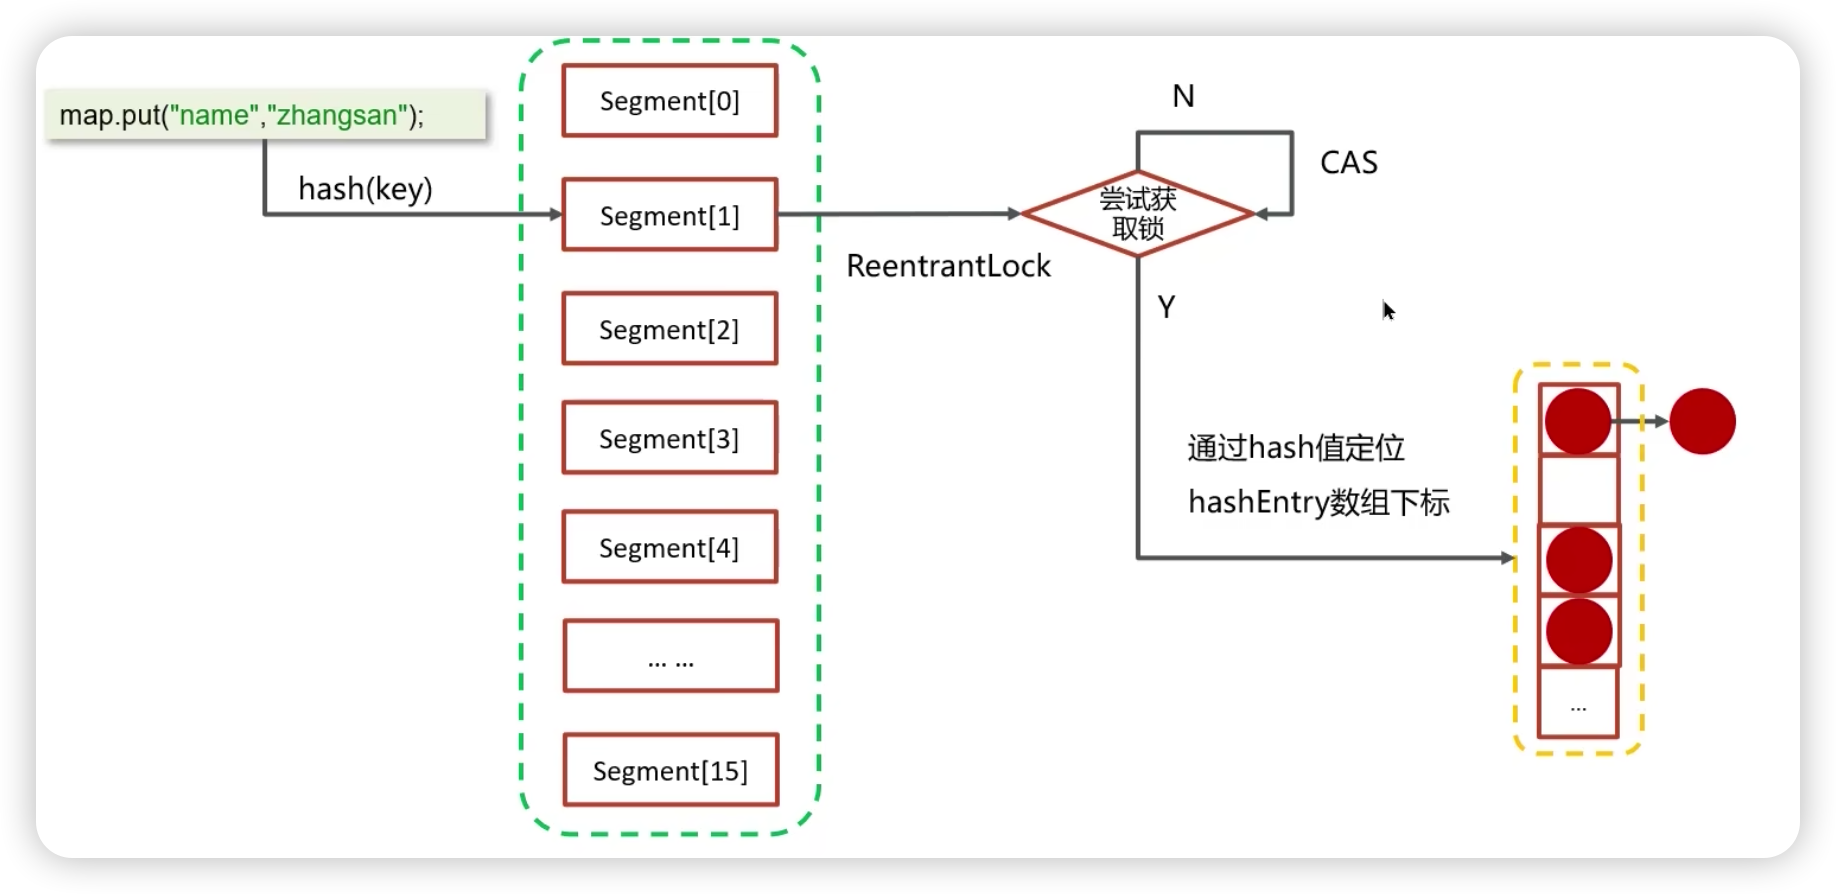 map.put("name","zhangsan");
hash(key)
Segment[0]
Segment[1]
Segment[2]
Segment[3]
Segment[4]
... ...
Segment[15]
ReentrantLock
N
CAS
尝试获
取锁
Y
通过hash值定位
hashEntry数组下标
...